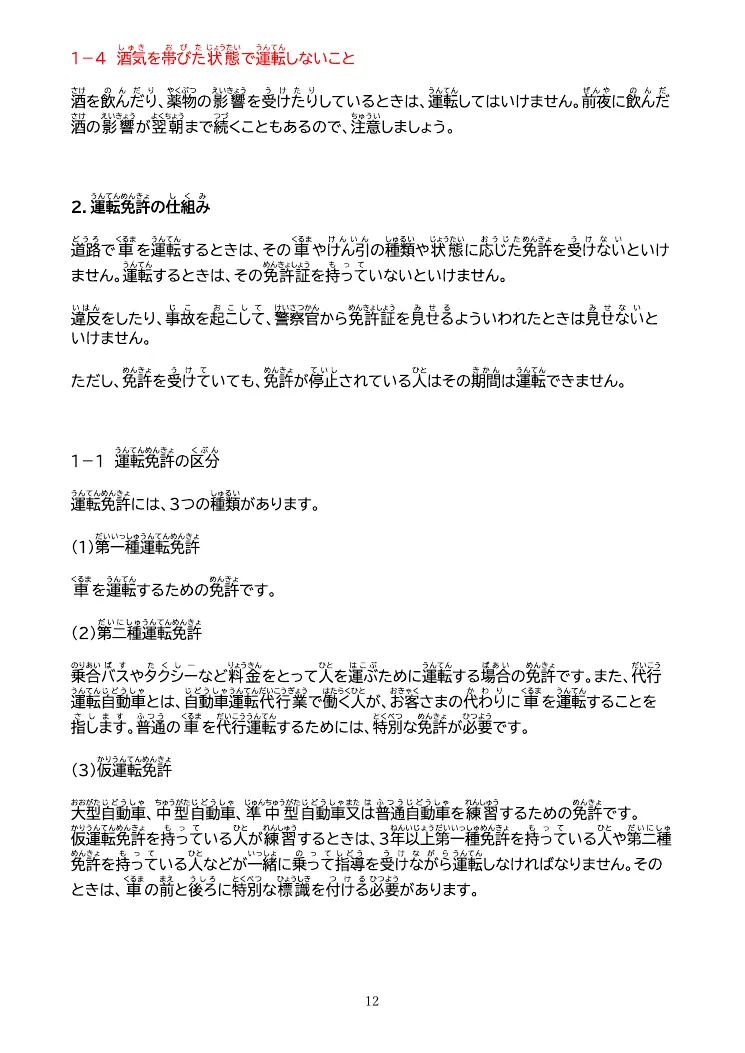 1－4 酒気を帯びた状態で運転しないこと
酒を飲んだり、薬物の影響を受けたりしているときは、運転してはいけません。前夜に飲んだ
酒の影響が翌朝まで続くこともあるので、注意しましょう。
2．運転免許の仕組み
道路で車を運転するときは、その車やけん引の種類や状態に応じた免許を受けないといけ
ません。運転するときは、その免許証を持っていないといけません。
違反をしたり、事故を起こして、警察官から免許証を見せるよういわれたときは見せないと
いけません。
ただし、免許を受けていても、免許が停止されている人はその期間は運転できません。
1－1 運転免許の区分
運転免許には、3つの種類があります。
(1)第一種運転免許
車を運転するための免許です。
(2)第二種運転免許
乗合バスやタクシーなど料金をとって人を運ぶために運転する場合の免許です。また、代行
運転自動車とは、自動車運転代行業で働く人が、お客さまの代わりに車を運転することを
指します。普通の車を代行運転するためには、特別な免許が必要です。
(3)仮運転免許
大型自動車、中型自動車、準中型自動車又は普通自動車を練習するための免許です。
仮運転免許を持っている人が練習するときは、3年以上第一種免許を持っている人や第二種
免許を持っている人などが一緒に乗って指導を受けながら運転しなければなりません。その
ときは、車の前と後ろに特別な標識を付ける必要があります。
12